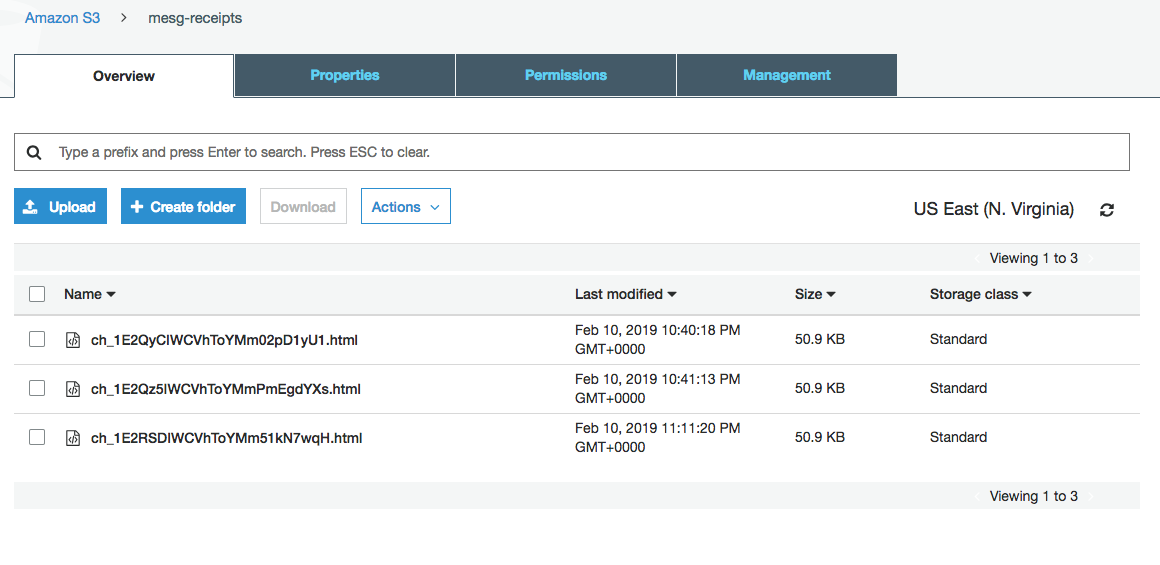 Amazon S3 > mesg-receipts
Overview Properties Permissions Management
Type a prefix and press Enter to search. Press ESC to clear.
Upload Create folder Download Actions US East (N. Virginia)
Viewing 1 to 3
Name Last modified Size Storage class
ch_1E2QyClWCVhToYMm02pD1yU1.html Feb 10, 2019 10:40:18 PM 50.9 KB Standard
GMT+0000
ch_1E2Qz5lWCVhToYMmPmEgdYXs.html Feb 10, 2019 10:41:13 PM 50.9 KB Standard
GMT+0000
ch_1E2RSDlWCVhToYMm51kN7wqH.html Feb 10, 2019 11:11:20 PM 50.9 KB Standard
GMT+0000
Viewing 1 to 3